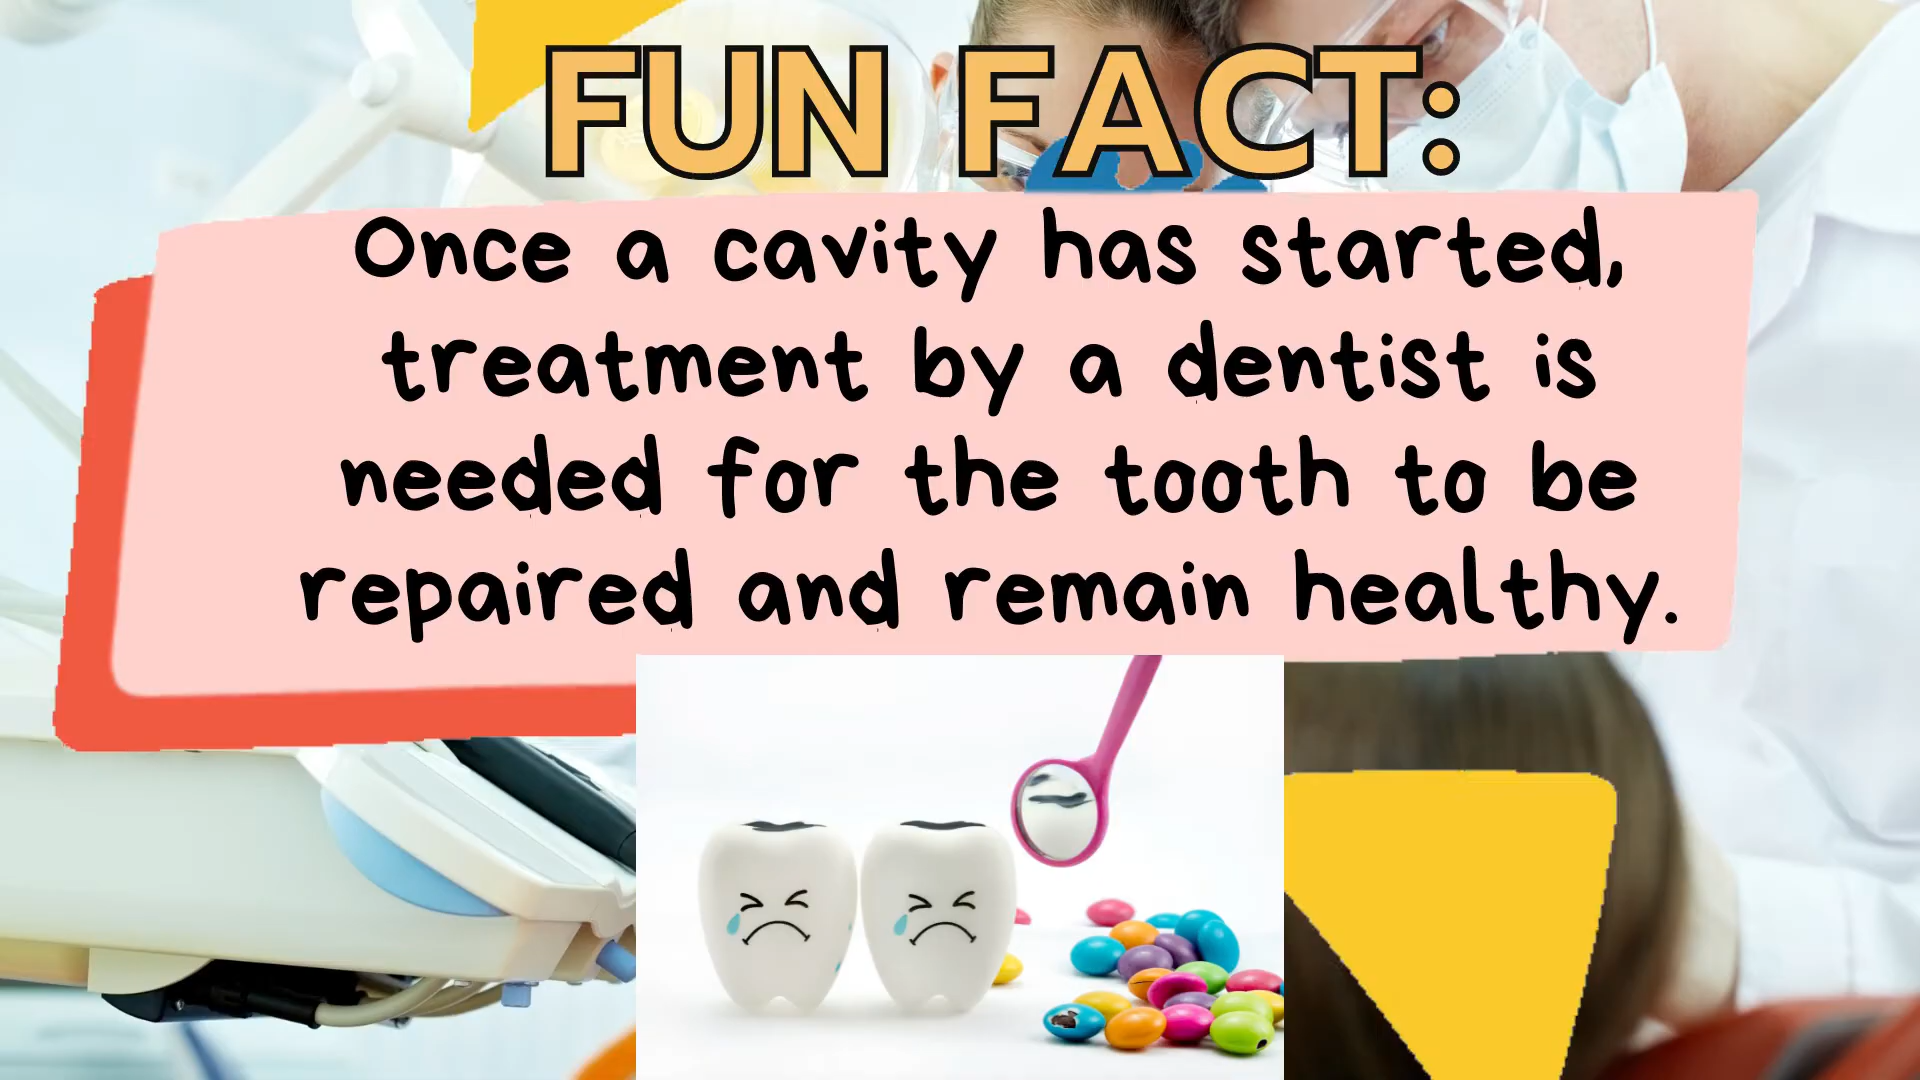 FUN FACT:
Once a cavity has started,
treatment by a dentist is
needed for the tooth to be
repaired and remain healthy.